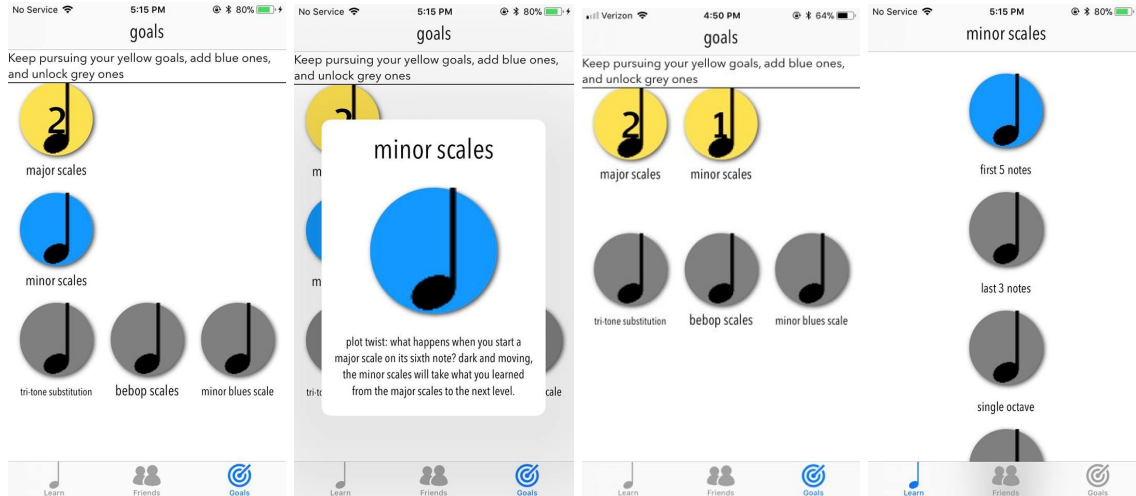 No Service 5:15 PM 80%
goals
Keep pursuing your yellow goals, add blue ones,
and unlock grey ones
2
major scales
minor scales
tri-tone substitution bebop scales minor blues scale
Learn Friends Goals
No Service 5:15 PM 80%
goals
Keep pursuing your yellow goals, add blue ones,
and unlock grey ones
minor scales
plot twist: what happens when you start a
major scale on its sixth note? dark and moving,
the minor scales will take what you learned
from the major scales to the next level.
m
m
tri-to
cale
Learn Friends Goals
Verizon 4:50 PM 64%
goals
Keep pursuing your yellow goals, add blue ones,
and unlock grey ones
2 1
major scales minor scales
tri-tone substitution bebop scales minor blues scale
Learn Friends Goals
No Service 5:15 PM 80%
minor scales
first 5 notes
last 3 notes
single octave
Learn Friends Goals